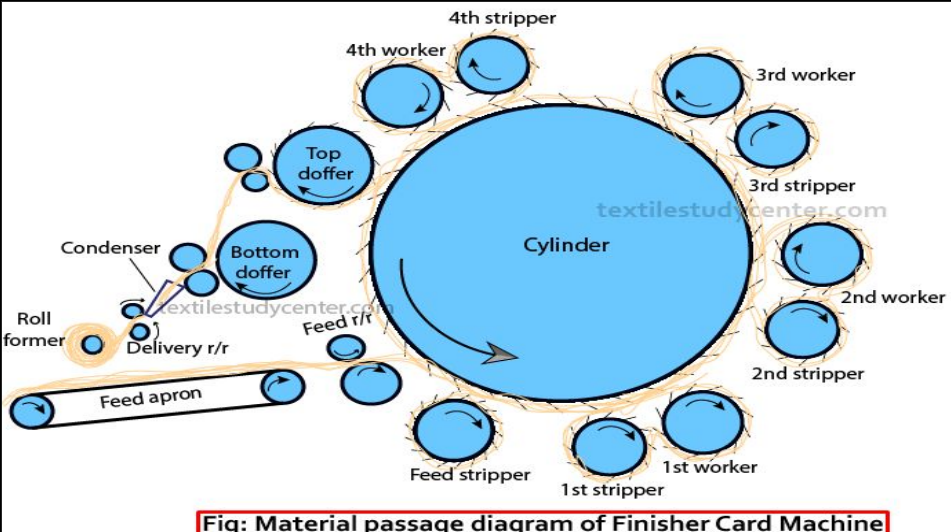 4th stripper
4th worker
3rd worker
Top
doffer
3rd stripper
textilestudycenter.com
Cylinder
Condenser
Bottom
doffer
textilestudycenter.com
2nd worker
Roll
former
Feed r/r
Delivery r/r
2nd stripper
Feed apron
Feed stripper
1st worker
1st stripper
Fig: Material passage diagram of Finisher Card Machine